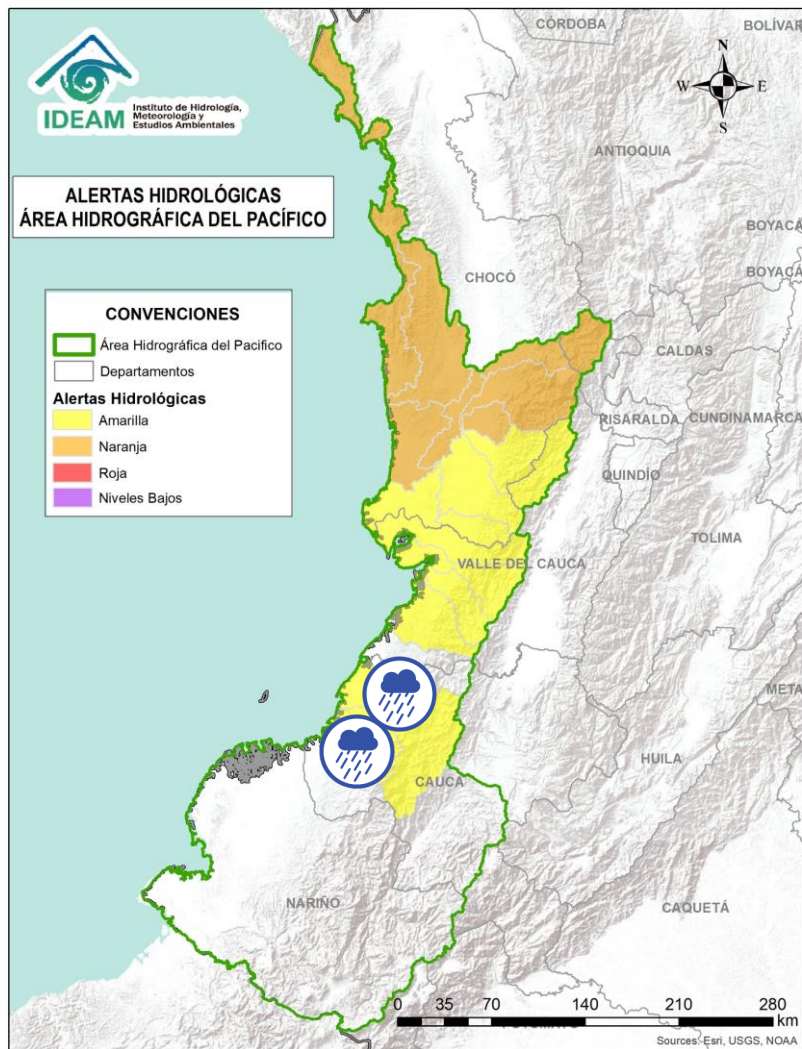 CÓRDOBA
BOLÍVAR
N
W
E
S
IDEAM
Instituto de Hidrología,
Meteorología y
Estudios Ambientales
ANTIOQUIA
ALERTAS HIDROLÓGICAS
ÁREA HIDROGRÁFICA DEL PACÍFICO
BOYACÁ
BOYACÁ
CHOCÓ
CONVENCIONES
Área Hidrográfica del Pacifico
Departamentos
Alertas Hidrológicas
Amarilla
Naranja
Roja
Niveles Bajos
CALDAS
RISARALDA
CUNDINAMARCA
QUINDÍO
TOLIMA
VALLE DEL CAUCA
META
HUILA
CAUCA
NARIÑO
CAQUETÁ
0 35 70 140 210 280
km
Sources: Esri, USGS, NOAA